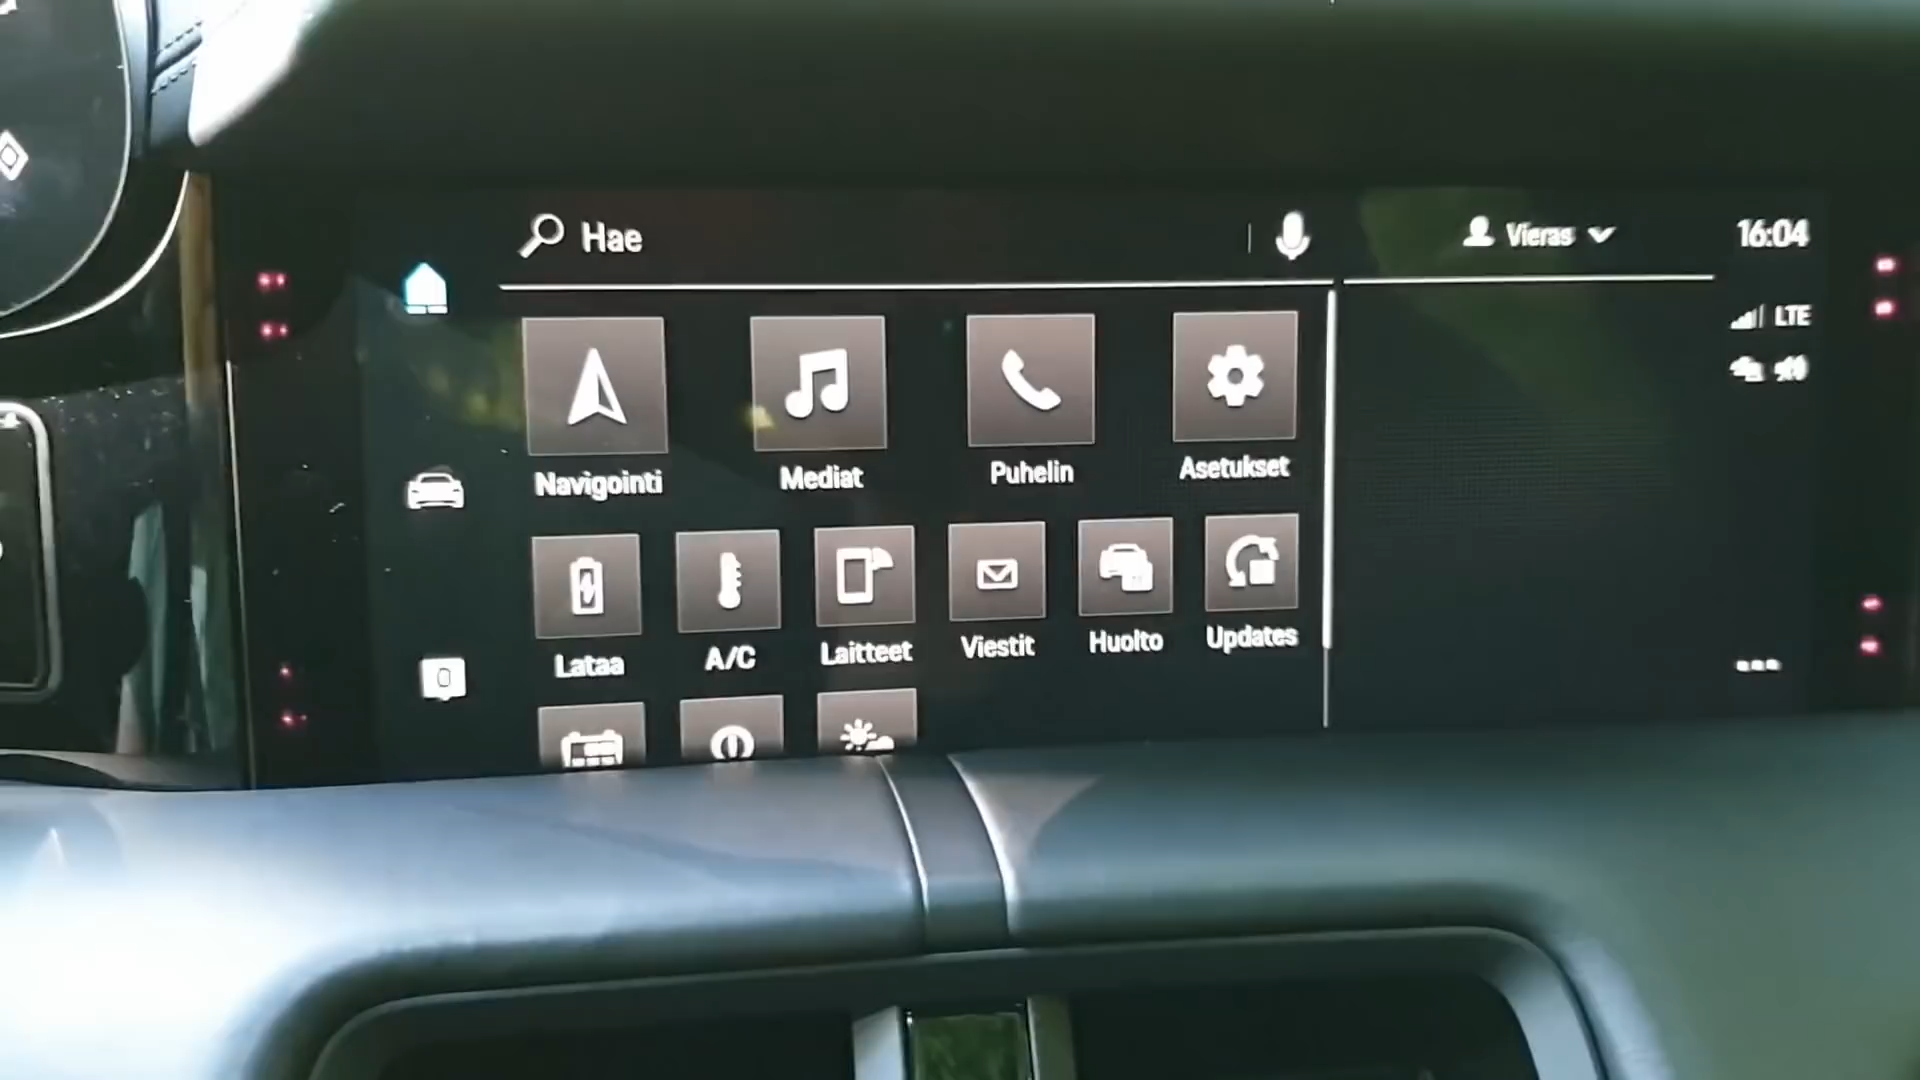 Hae
Vieras
16:04
LTE
Navigointi
Mediat
Puhelin
Asetukset
Lataa
A/C
Laitteet
Viestit
Huolto
Updates